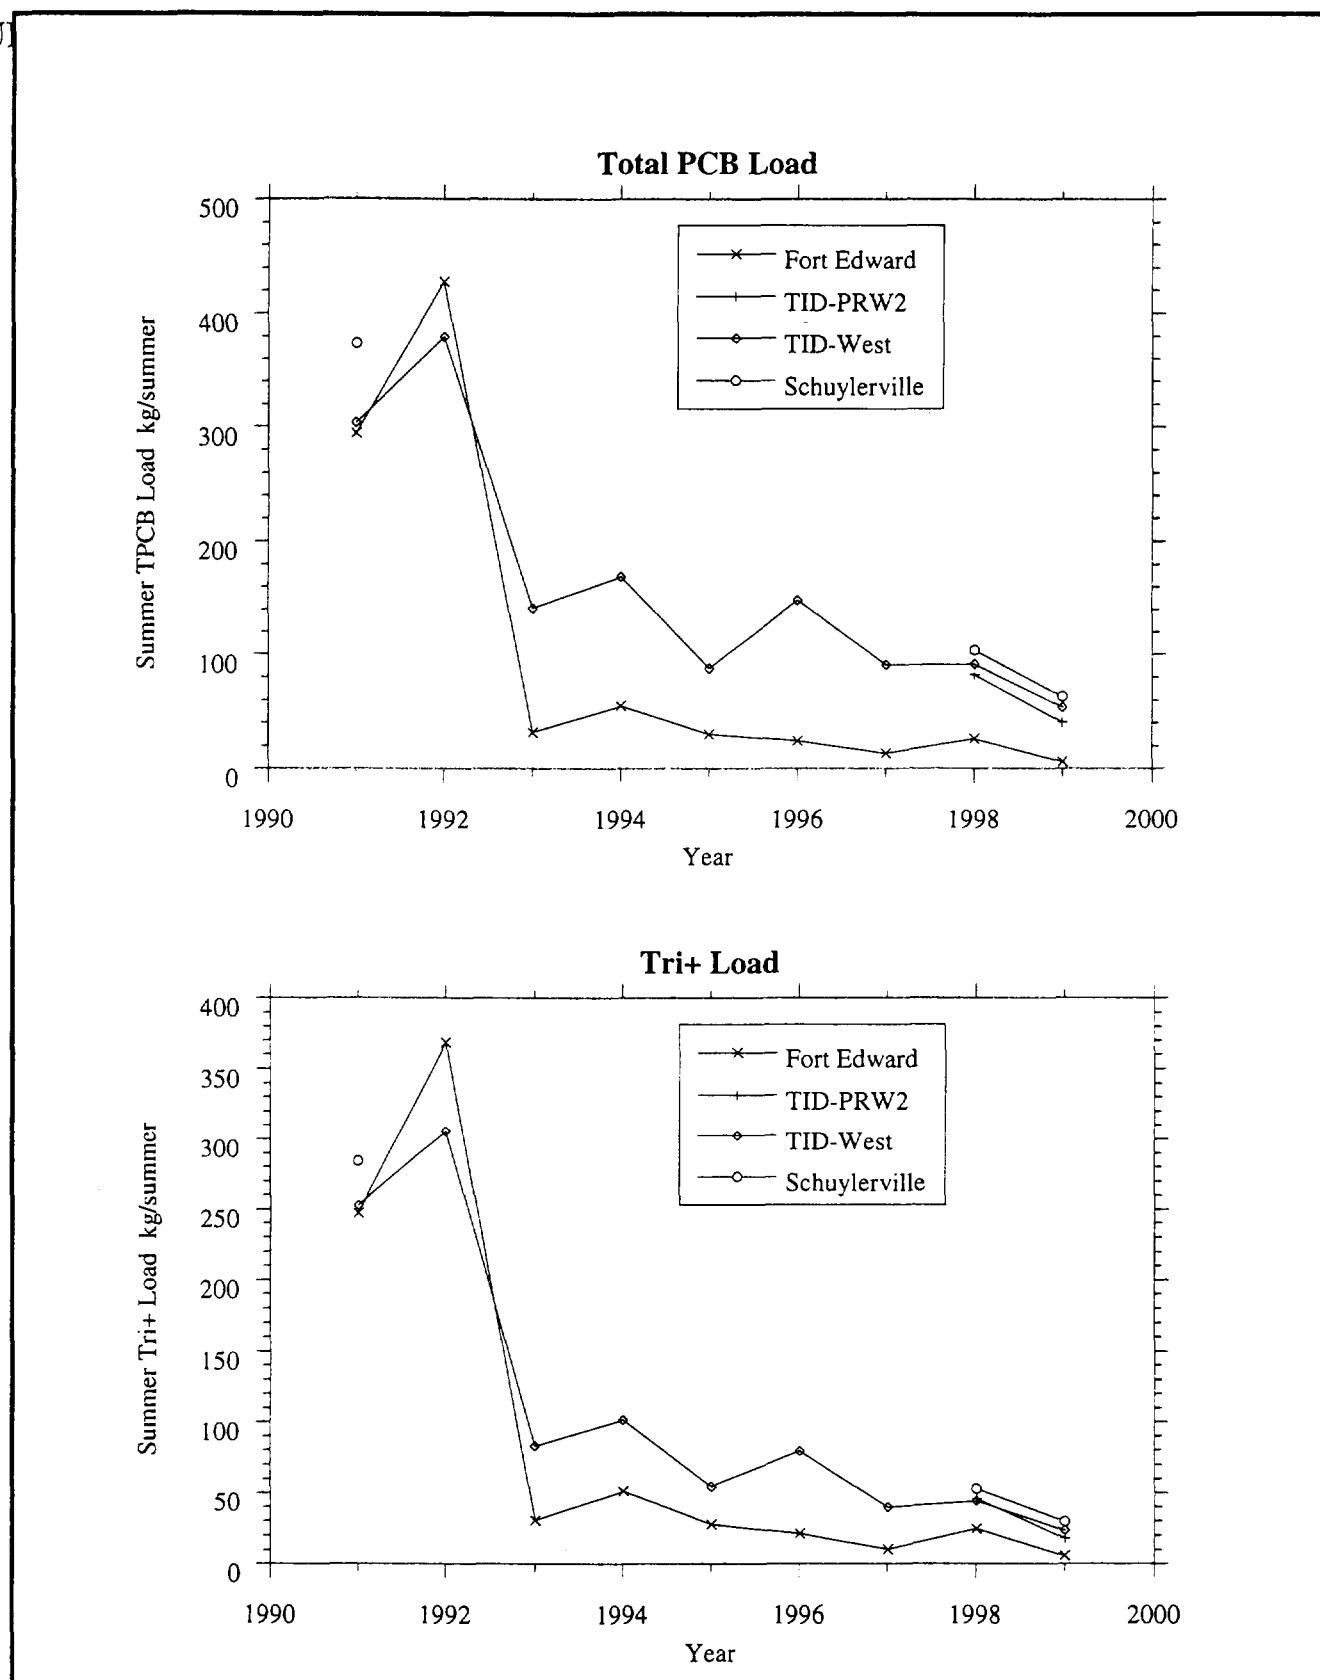 Total PCB Load
500
400
300
200
100
0
Summer TPCB Load kg/summer
Fort Edward
TID-PRW2
TID-West
Schuylerville
1990 1992 1994 1996 1998 2000
Year
Tri+ Load
400
350
300
250
200
150
100
50
0
Summer Tri+ Load kg/summer
Fort Edward
TID-PRW2
TID-West
Schuylerville
1990 1992 1994 1996 1998 2000
Year